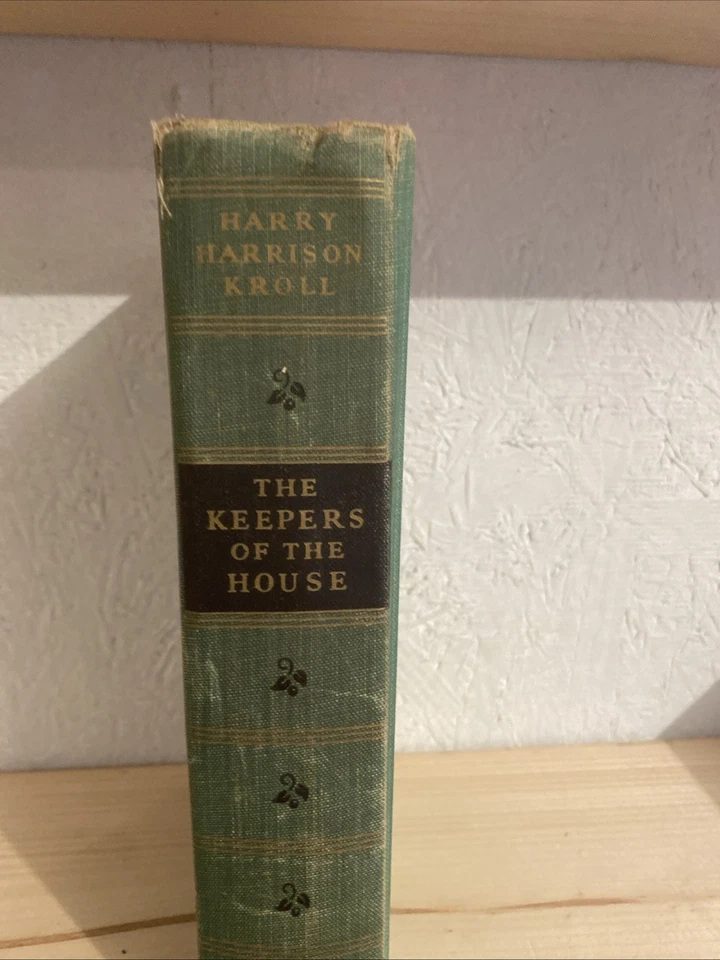 HARRY
HARRISON
KROLL
THE
KEEPERS
OF THE
HOUSE